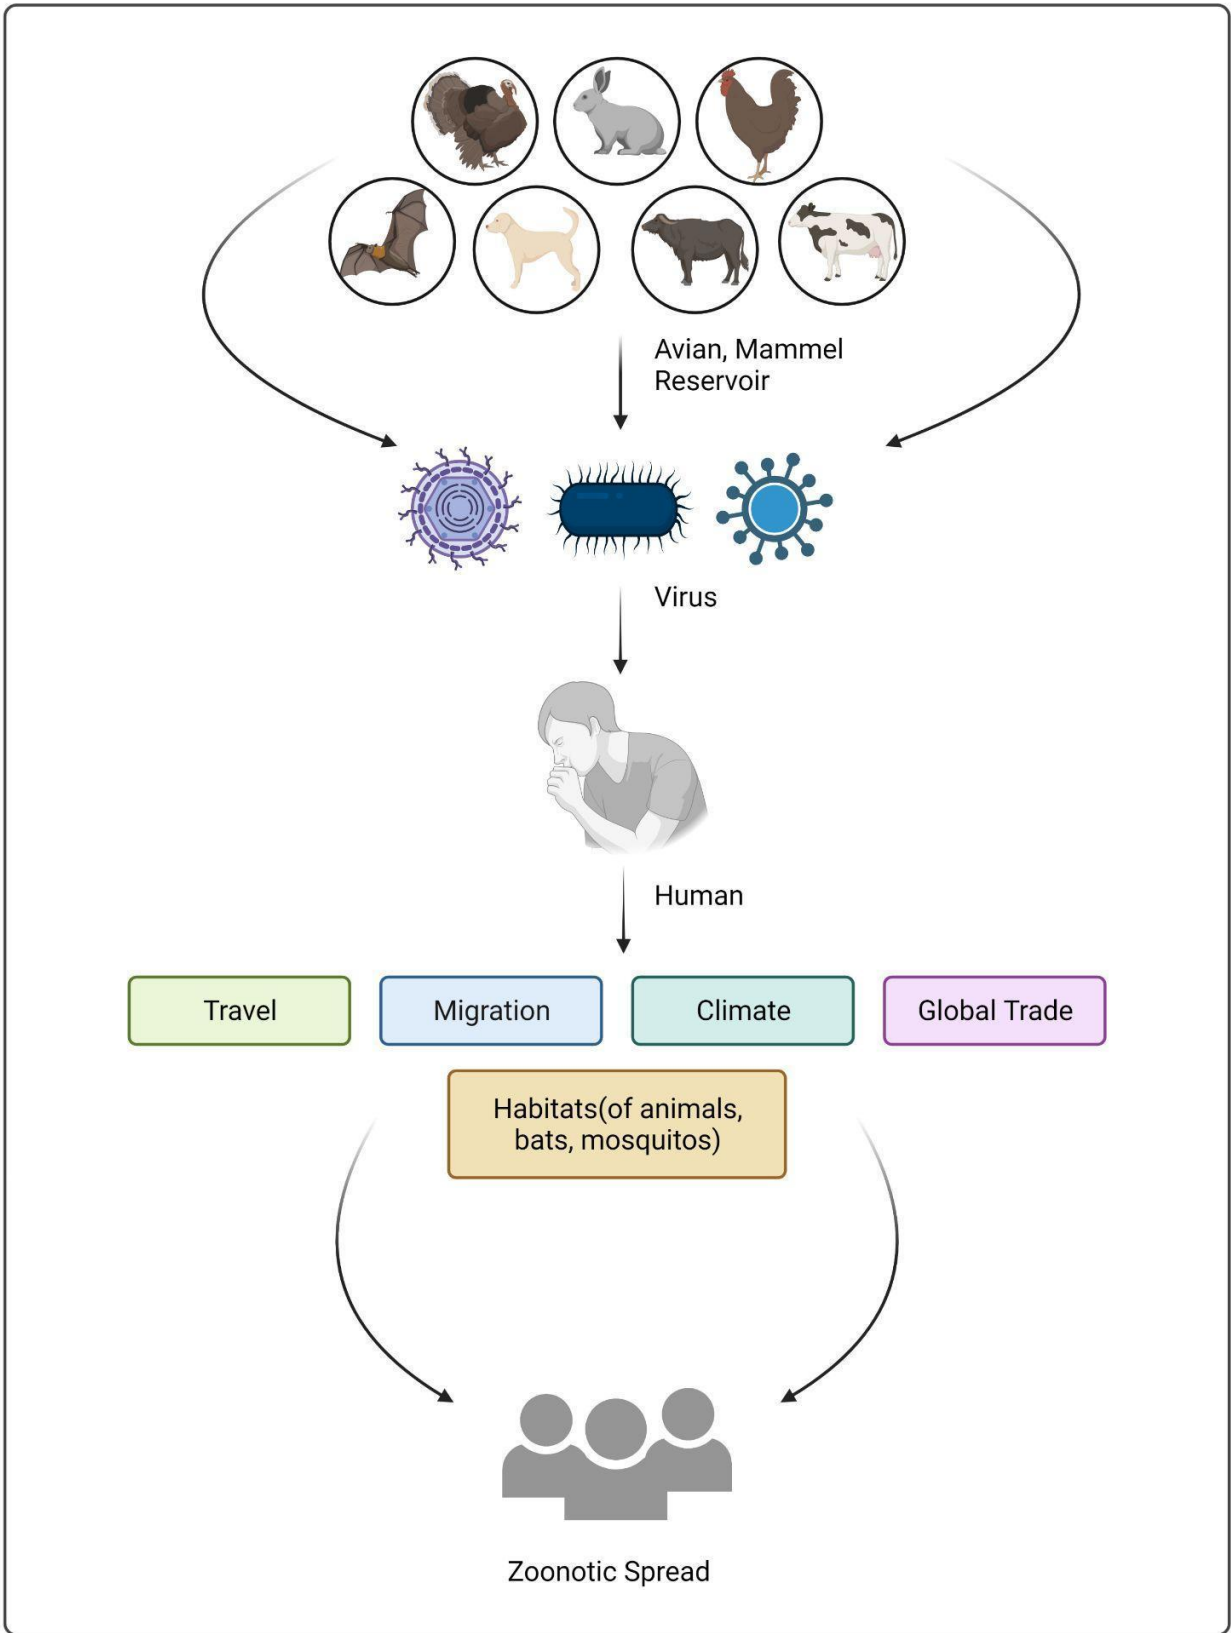 Avian, Mammel
Reservoir
Virus
Human
Travel
Migration
Climate
Global Trade
Habitats(of animals,
bats, mosquitos)
Zoonotic Spread